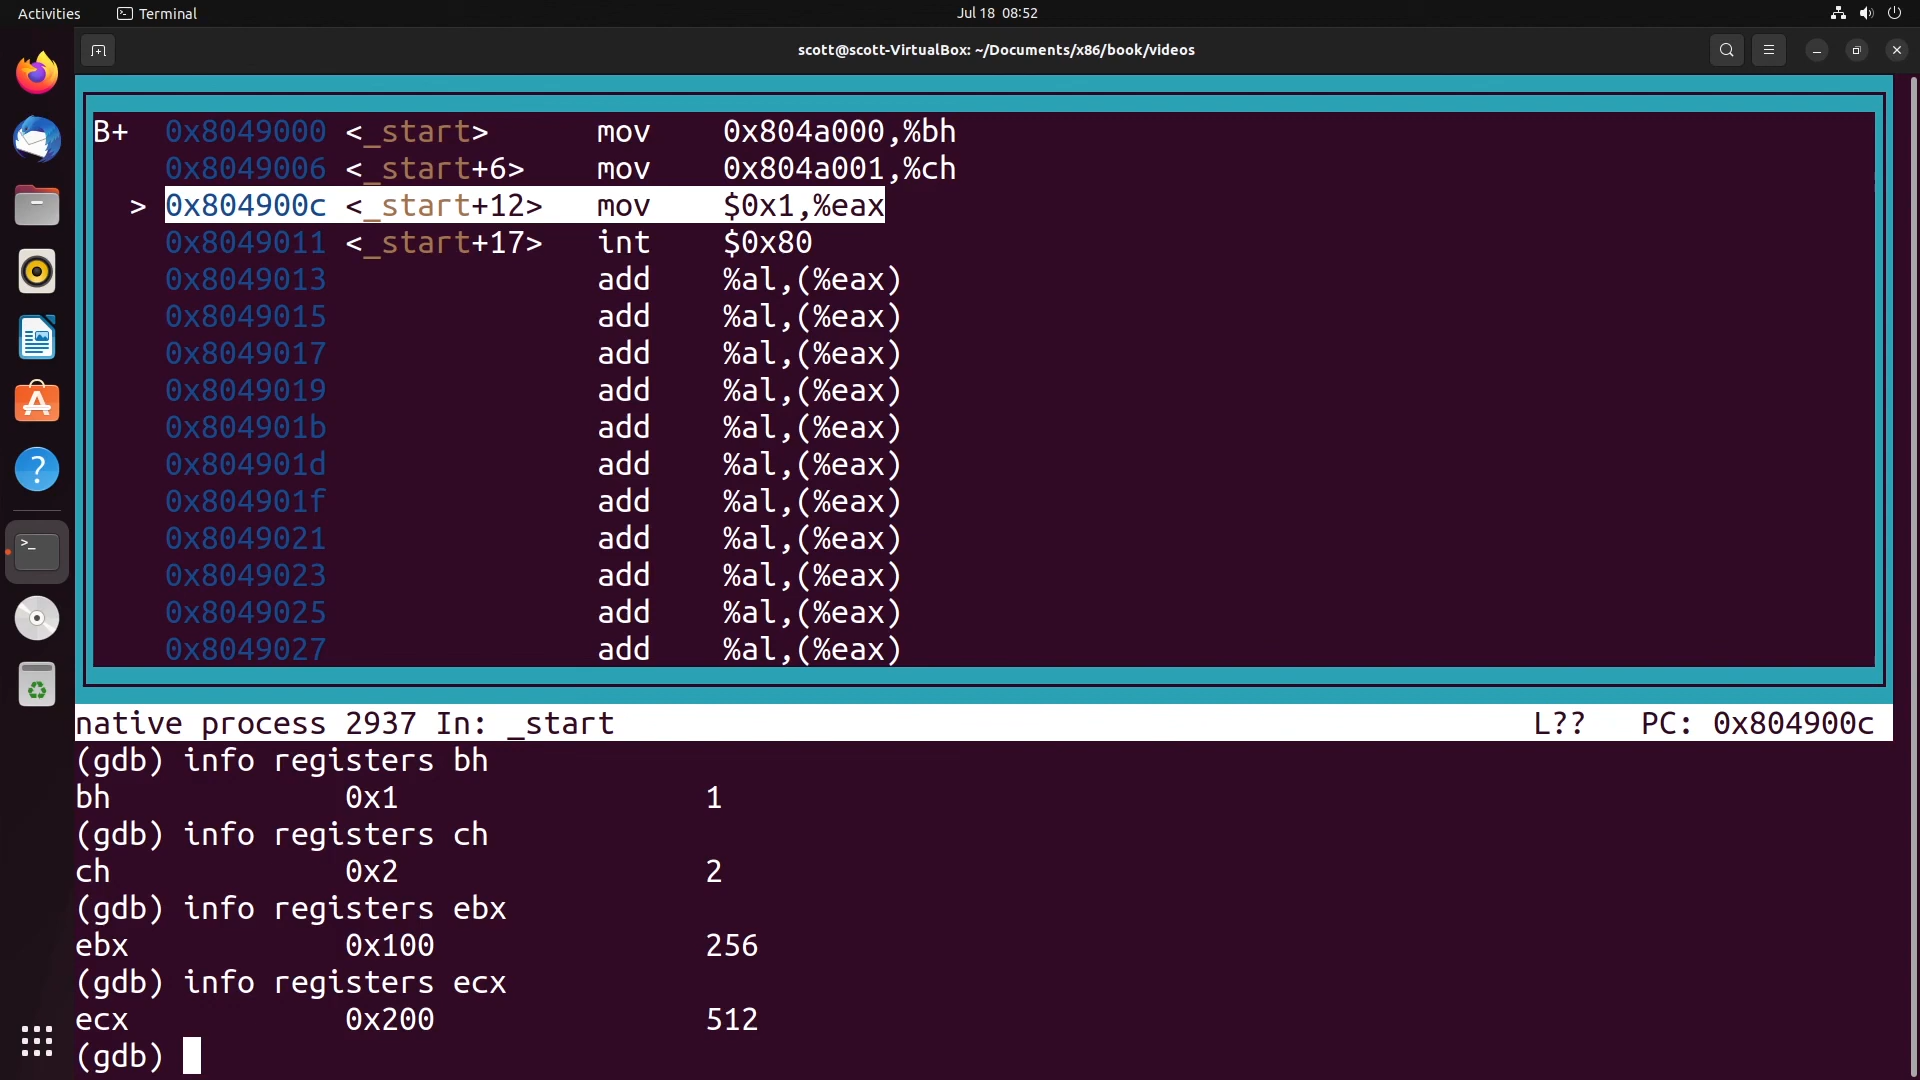 Activities Terminal Jul 18 08:52
scott@scott-VirtualBox: ~/Documents/x86/book/videos
B+ 0x8049000 <_start> mov 0x804a000,%bh
0x8049006 <_start+6> mov 0x804a001,%ch
> 0x804900c <_start+12> mov $0x1,%eax
0x8049011 <_start+17> int $0x80
0x8049013 add %al,(%eax)
0x8049015 add %al,(%eax)
0x8049017 add %al,(%eax)
0x8049019 add %al,(%eax)
0x804901b add %al,(%eax)
0x804901d add %al,(%eax)
0x804901f add %al,(%eax)
0x8049021 add %al,(%eax)
0x8049023 add %al,(%eax)
0x8049025 add %al,(%eax)
0x8049027 add %al,(%eax)
native process 2937 In: _start L?? PC: 0x804900c
(gdb) info registers bh
bh 0x1 1
(gdb) info registers ch
ch 0x2 2
(gdb) info registers ebx
ebx 0x100 256
(gdb) info registers ecx
ecx 0x200 512
(gdb)